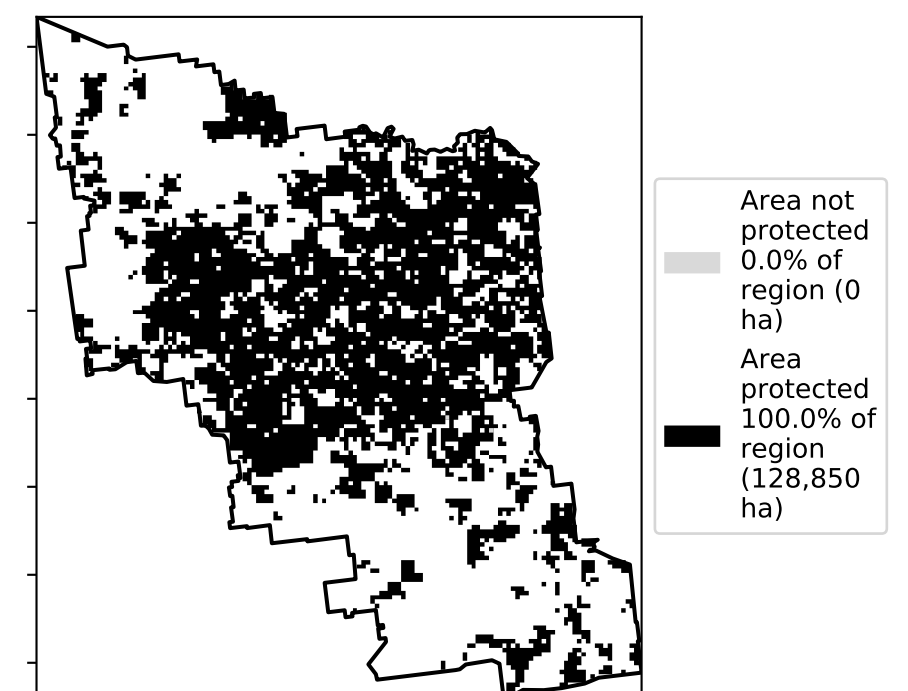 Area not
protected
0.0% of
region (0
ha)
Area
protected
100.0% of
region
(128,850
ha)